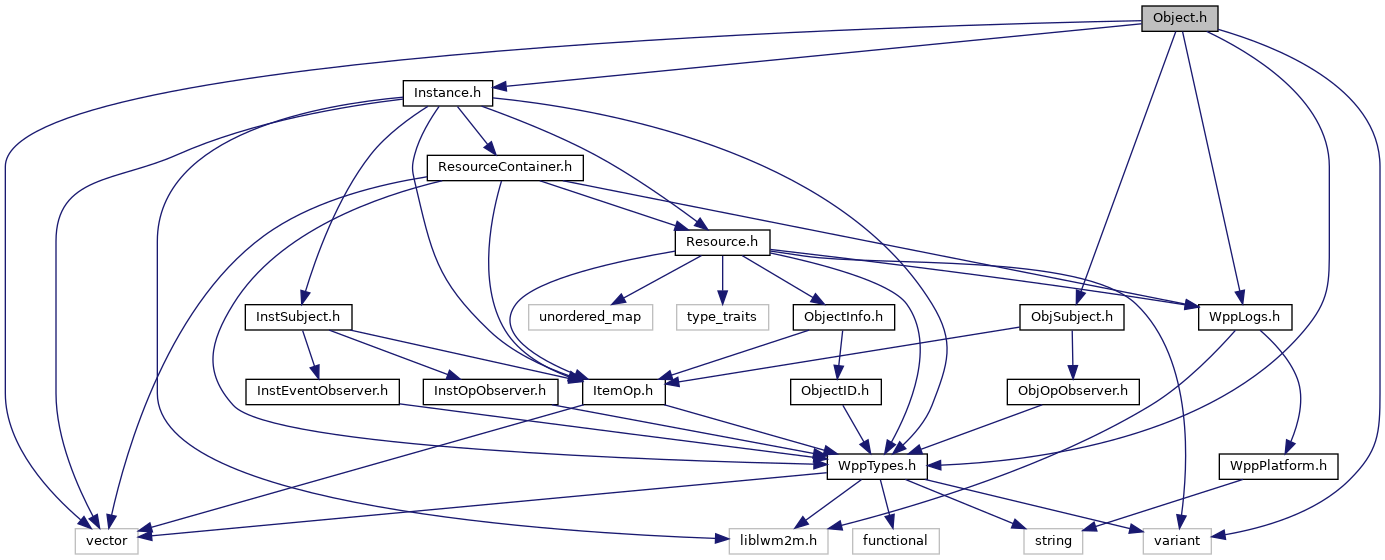 Object.h
Instance.h
ResourceContainer.h
Resource.h
InstSubject.h
unordered_map
type_traits
ObjectInfo.h
ObjSubject.h
WppLogs.h
InstEventObserver.h
InstOpObserver.h
ItemOp.h
ObjectID.h
ObjOpObserver.h
WppTypes.h
WppPlatform.h
vector
liblwm2m.h
functional
string
variant